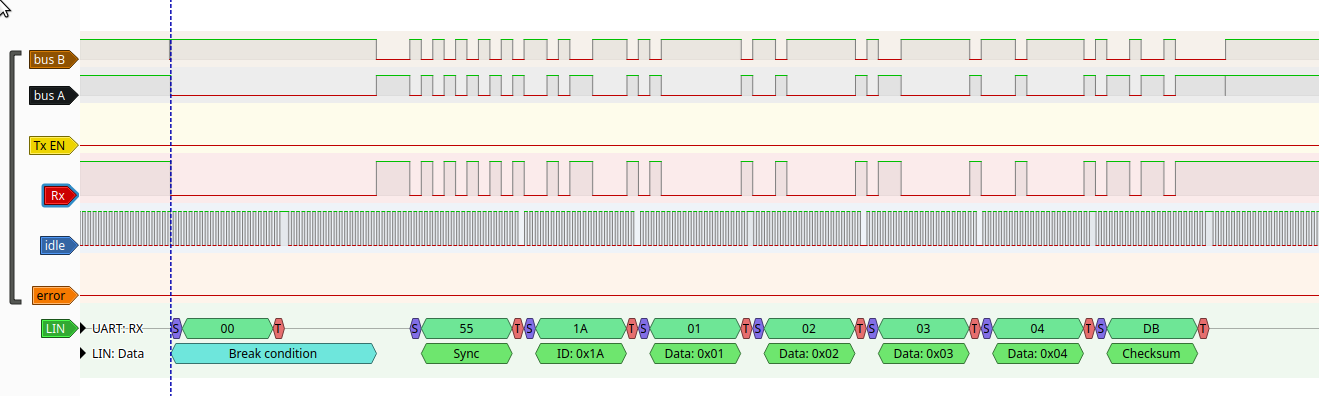 bus B
bus A
Tx EN
Rx
idle
error
LIN UART: RX S 00 T S 55 T S 1A T S 01 T S 02 T S 03 T S 04 T S DB T
LIN: Data Break condition Sync ID: 0x1A Data: 0x01 Data: 0x02 Data: 0x03 Data: 0x04 Checksum